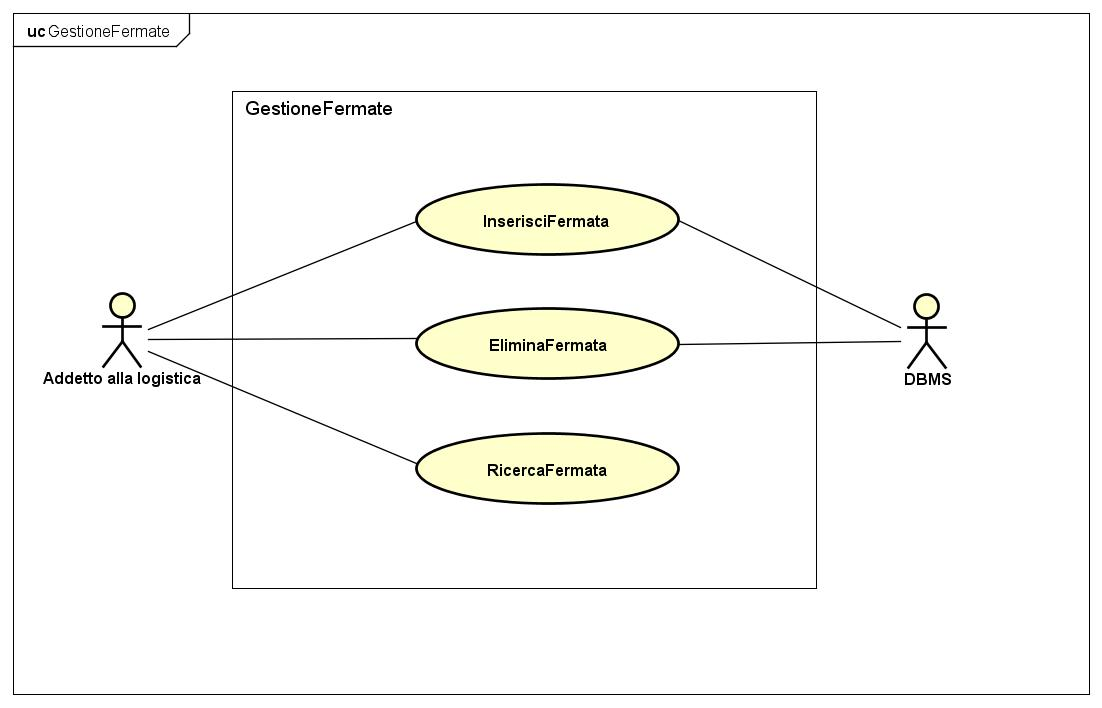 uc GestioneFermate
GestioneFermate
InserisciFermata
EliminaFermata
Addetto alla logistica
DBMS
RicercaFermata